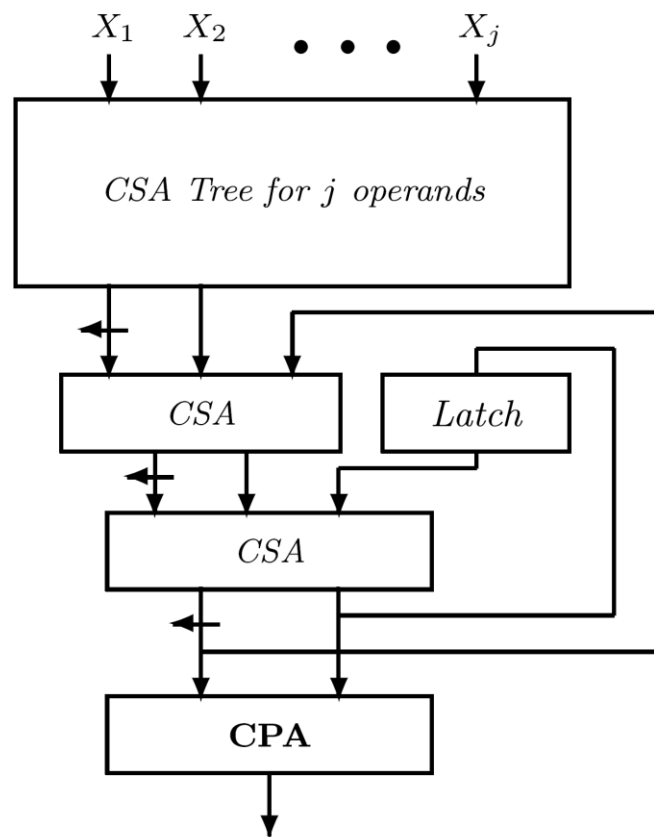 X₁ X₂ • • • Xⱼ
CSA Tree for j operands
CSA
Latch
CSA
CPA